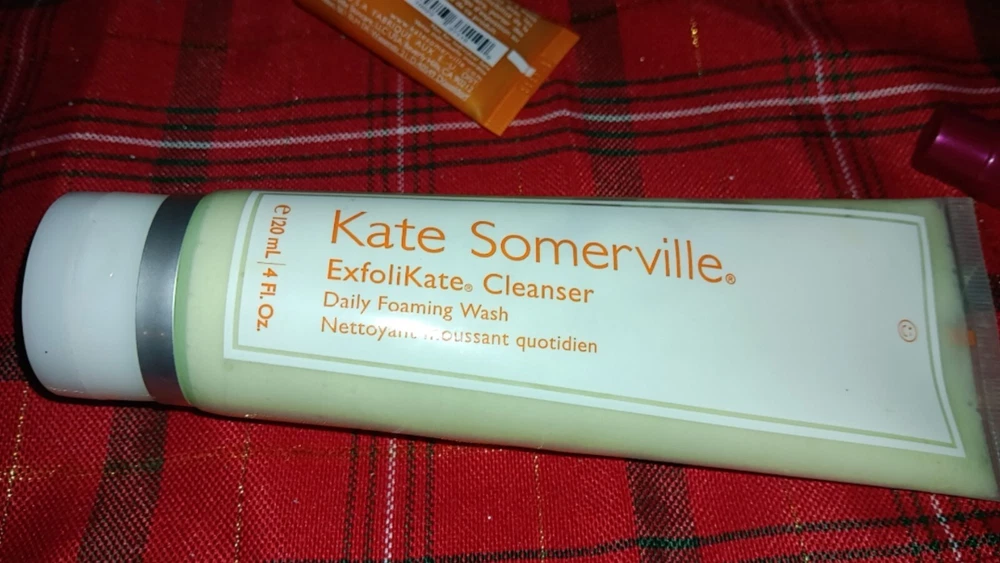 Kate Somerville®
ExfoliKate® Cleanser
Daily Foaming Wash
Nettoyant moussant quotidien
℮120 mL | 4 Fl. Oz.